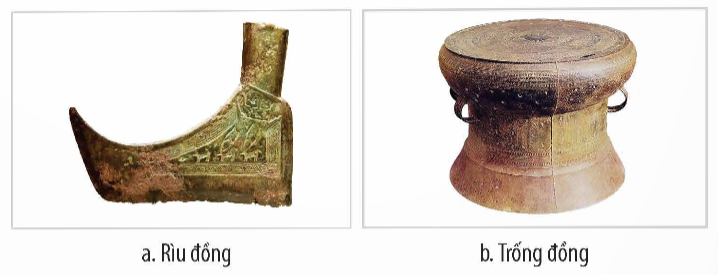 a. Rìu đồng
b. Trống đồng